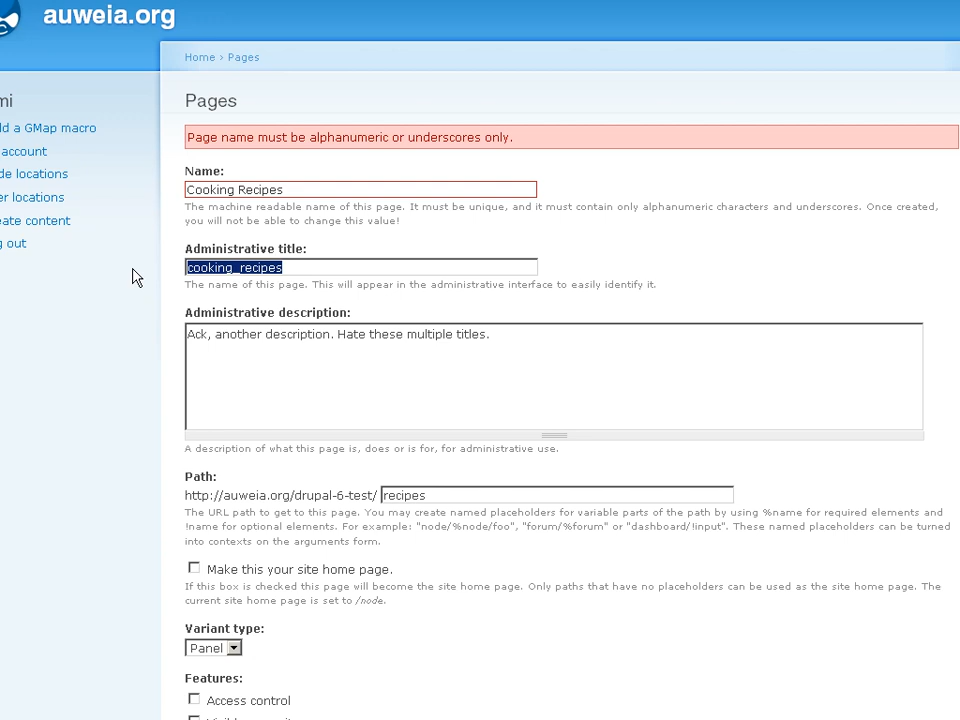 auweia.org
Home › Pages
mi
dd a GMap macro
account
de locations
er locations
eate content
g out
Pages
Page name must be alphanumeric or underscores only.
Name:
Cooking Recipes
The machine readable name of this page. It must be unique, and it must contain only alphanumeric characters and underscores. Once created,
you will not be able to change this value!
Administrative title:
cooking_recipes
The name of this page. This will appear in the administrative interface to easily identify it.
Administrative description:
Ack, another description. Hate these multiple titles.
A description of what this page is, does or is for, for administrative use.
Path:
http://auweia.org/drupal-6-test/ recipes
The URL path to get to this page. You may create named placeholders for variable parts of the path by using %name for required elements and
!name for optional elements. For example: "node/%node/foo", "forum/%forum" or "dashboard/!input". These named placeholders can be turned
into contexts on the arguments form.
Make this your site home page.
If this box is checked this page will become the site home page. Only paths that have no placeholders can be used as the site home page. The
current site home page is set to /node.
Variant type:
Panel
Features:
Access control